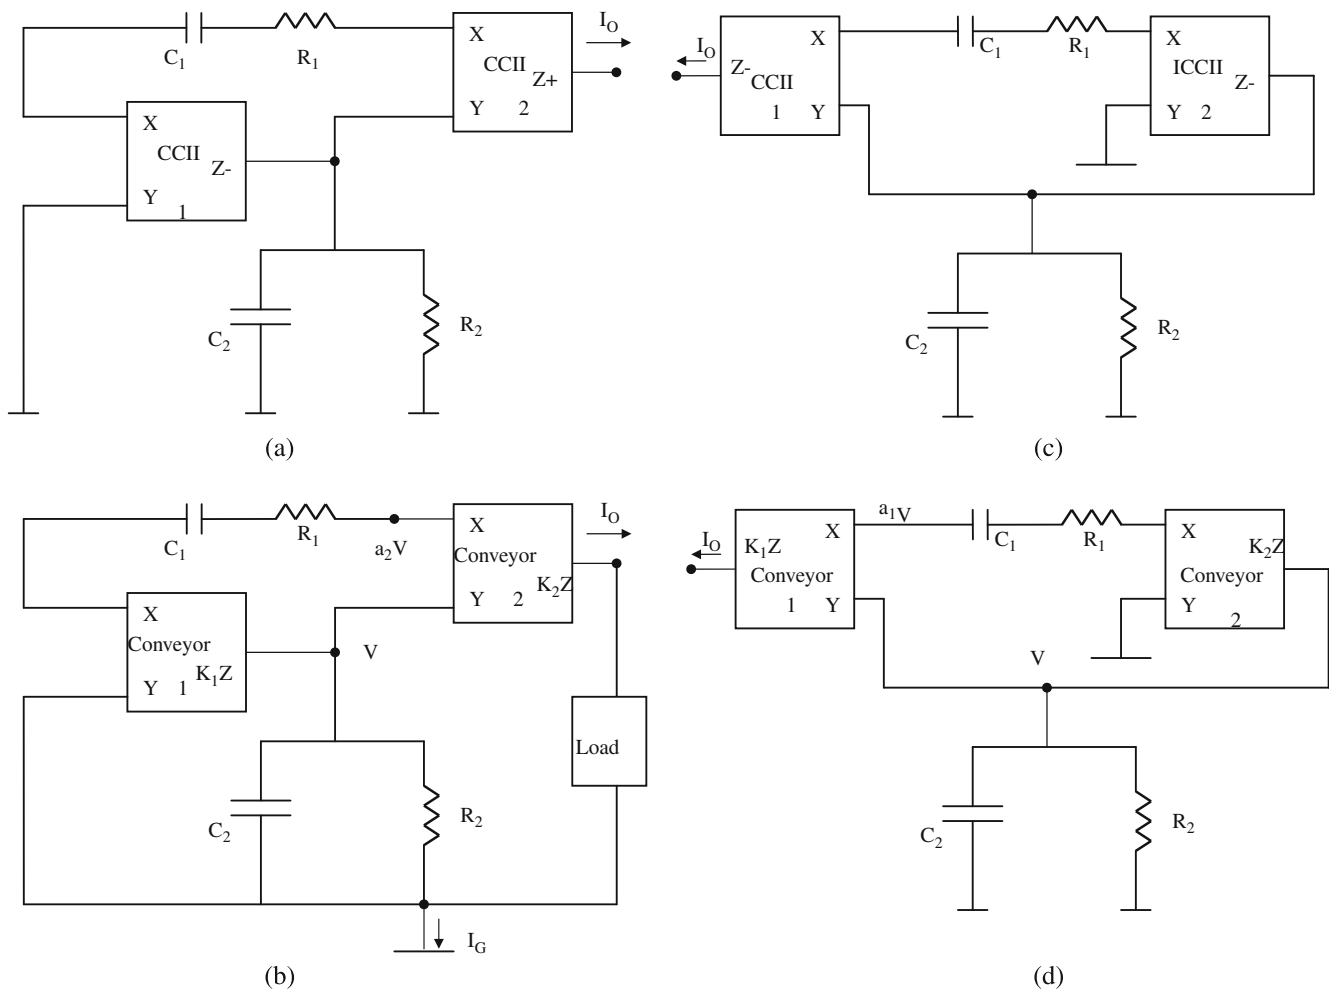 C1
R1
X
CCII
Z+
Y
2
IO
X
CCII
Z-
Y
1
C2
R2
(a)
IO
X
Z-
CCII
1
Y
C1
R1
X
ICCII
Z-
Y
2
C2
R2
(c)
C1
R1
a2V
X
Conveyor
K2Z
Y
2
IO
X
Conveyor
K1Z
Y
1
V
Load
C2
R2
IG
(b)
IO
a1V
X
K1Z
Conveyor
1
Y
C1
R1
X
K2Z
Conveyor
Y
2
V
C2
R2
(d)